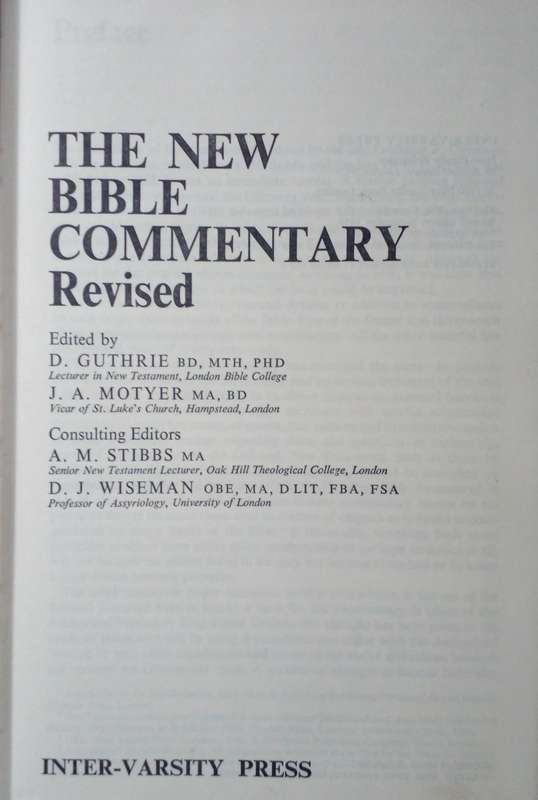 Preface
THE NEW
BIBLE
COMMENTARY
Revised
Edited by
D. GUTHRIE BD, MTH, PHD
Lecturer in New Testament, London Bible College
J. A. MOTYER MA, BD
Vicar of St. Luke's Church, Hampstead, London
Consulting Editors
A. M. STIBBS MA
Senior New Testament Lecturer, Oak Hill Theological College, London
D. J. WISEMAN OBE, MA, D LIT, FBA, FSA
Professor of Assyriology, University of London
INTER-VARSITY PRESS